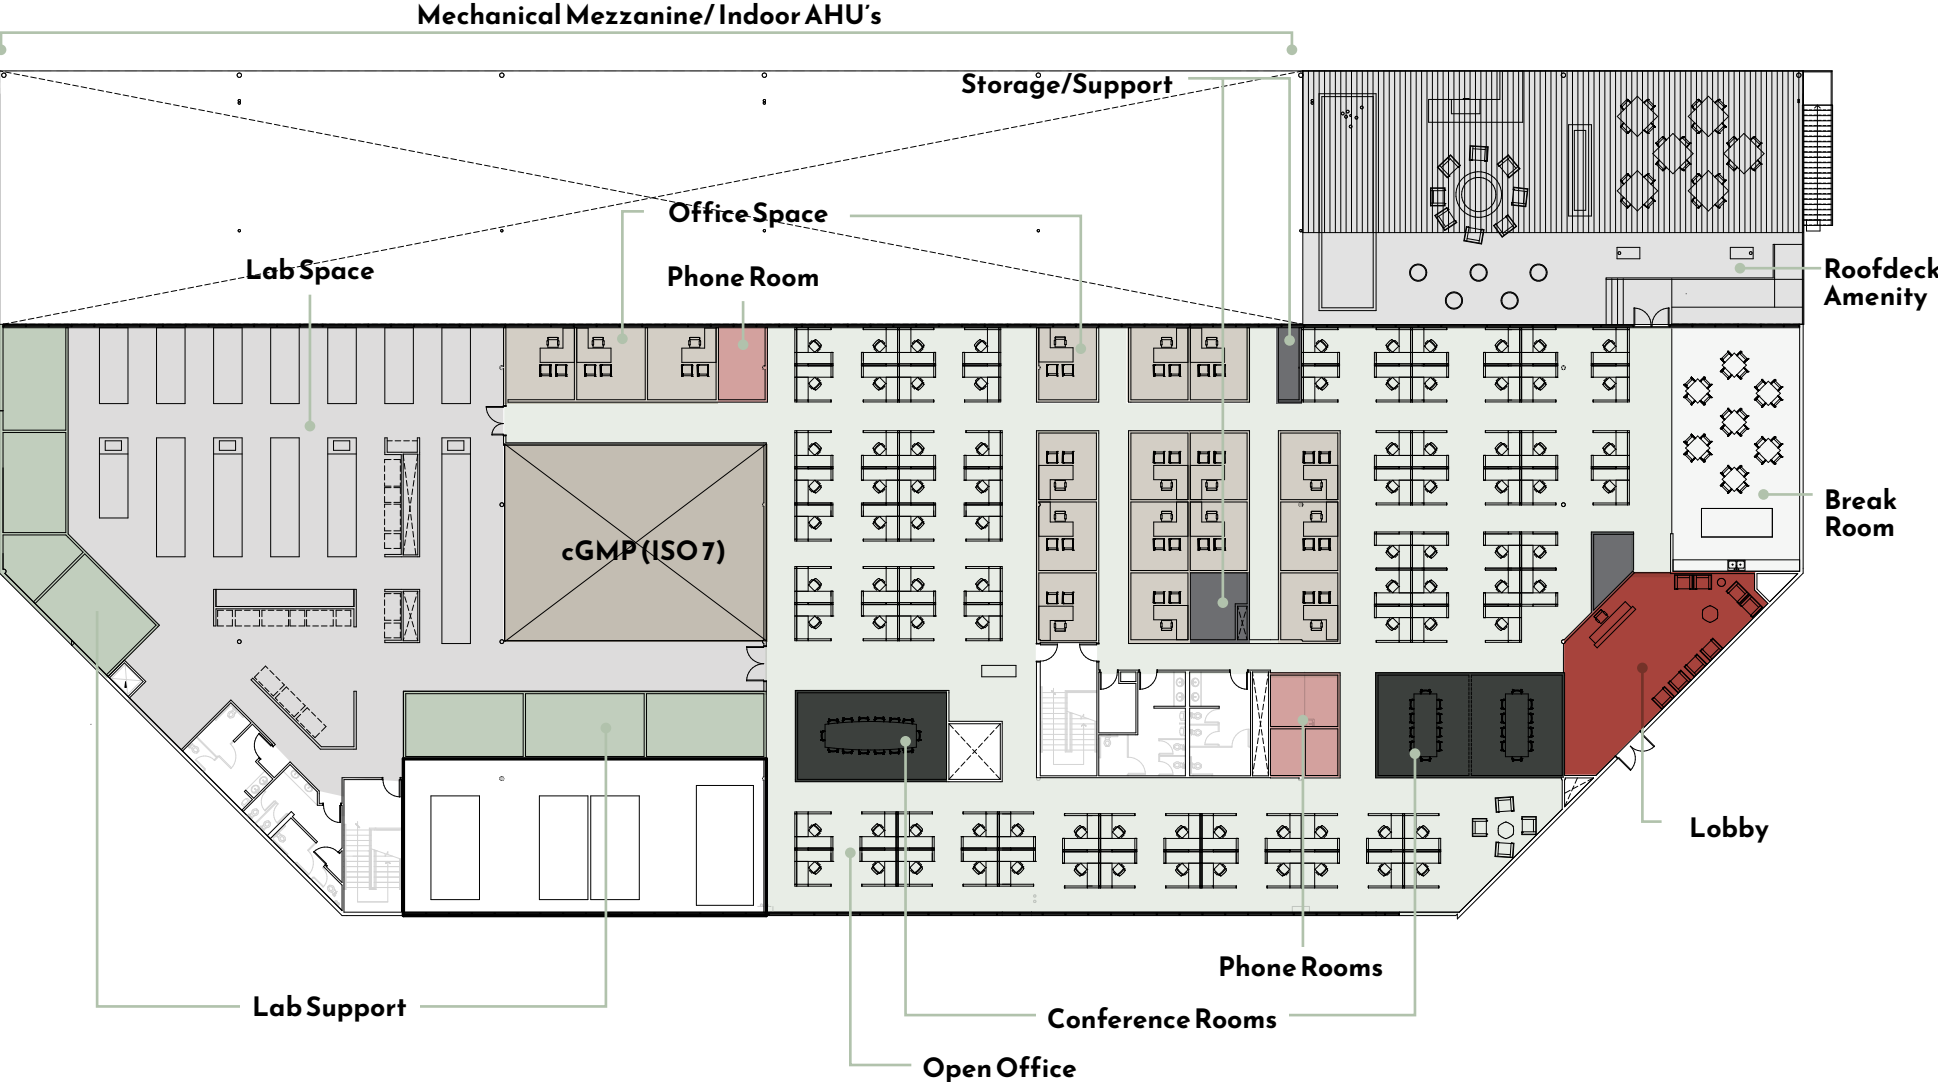 Mechanical Mezzanine/ Indoor AHU's
Storage/Support
Office Space
Lab Space
Phone Room
Roofdeck
Amenity
Break
Room
cGMP (ISO 7)
Lobby
Phone Rooms
Lab Support
Conference Rooms
Open Office